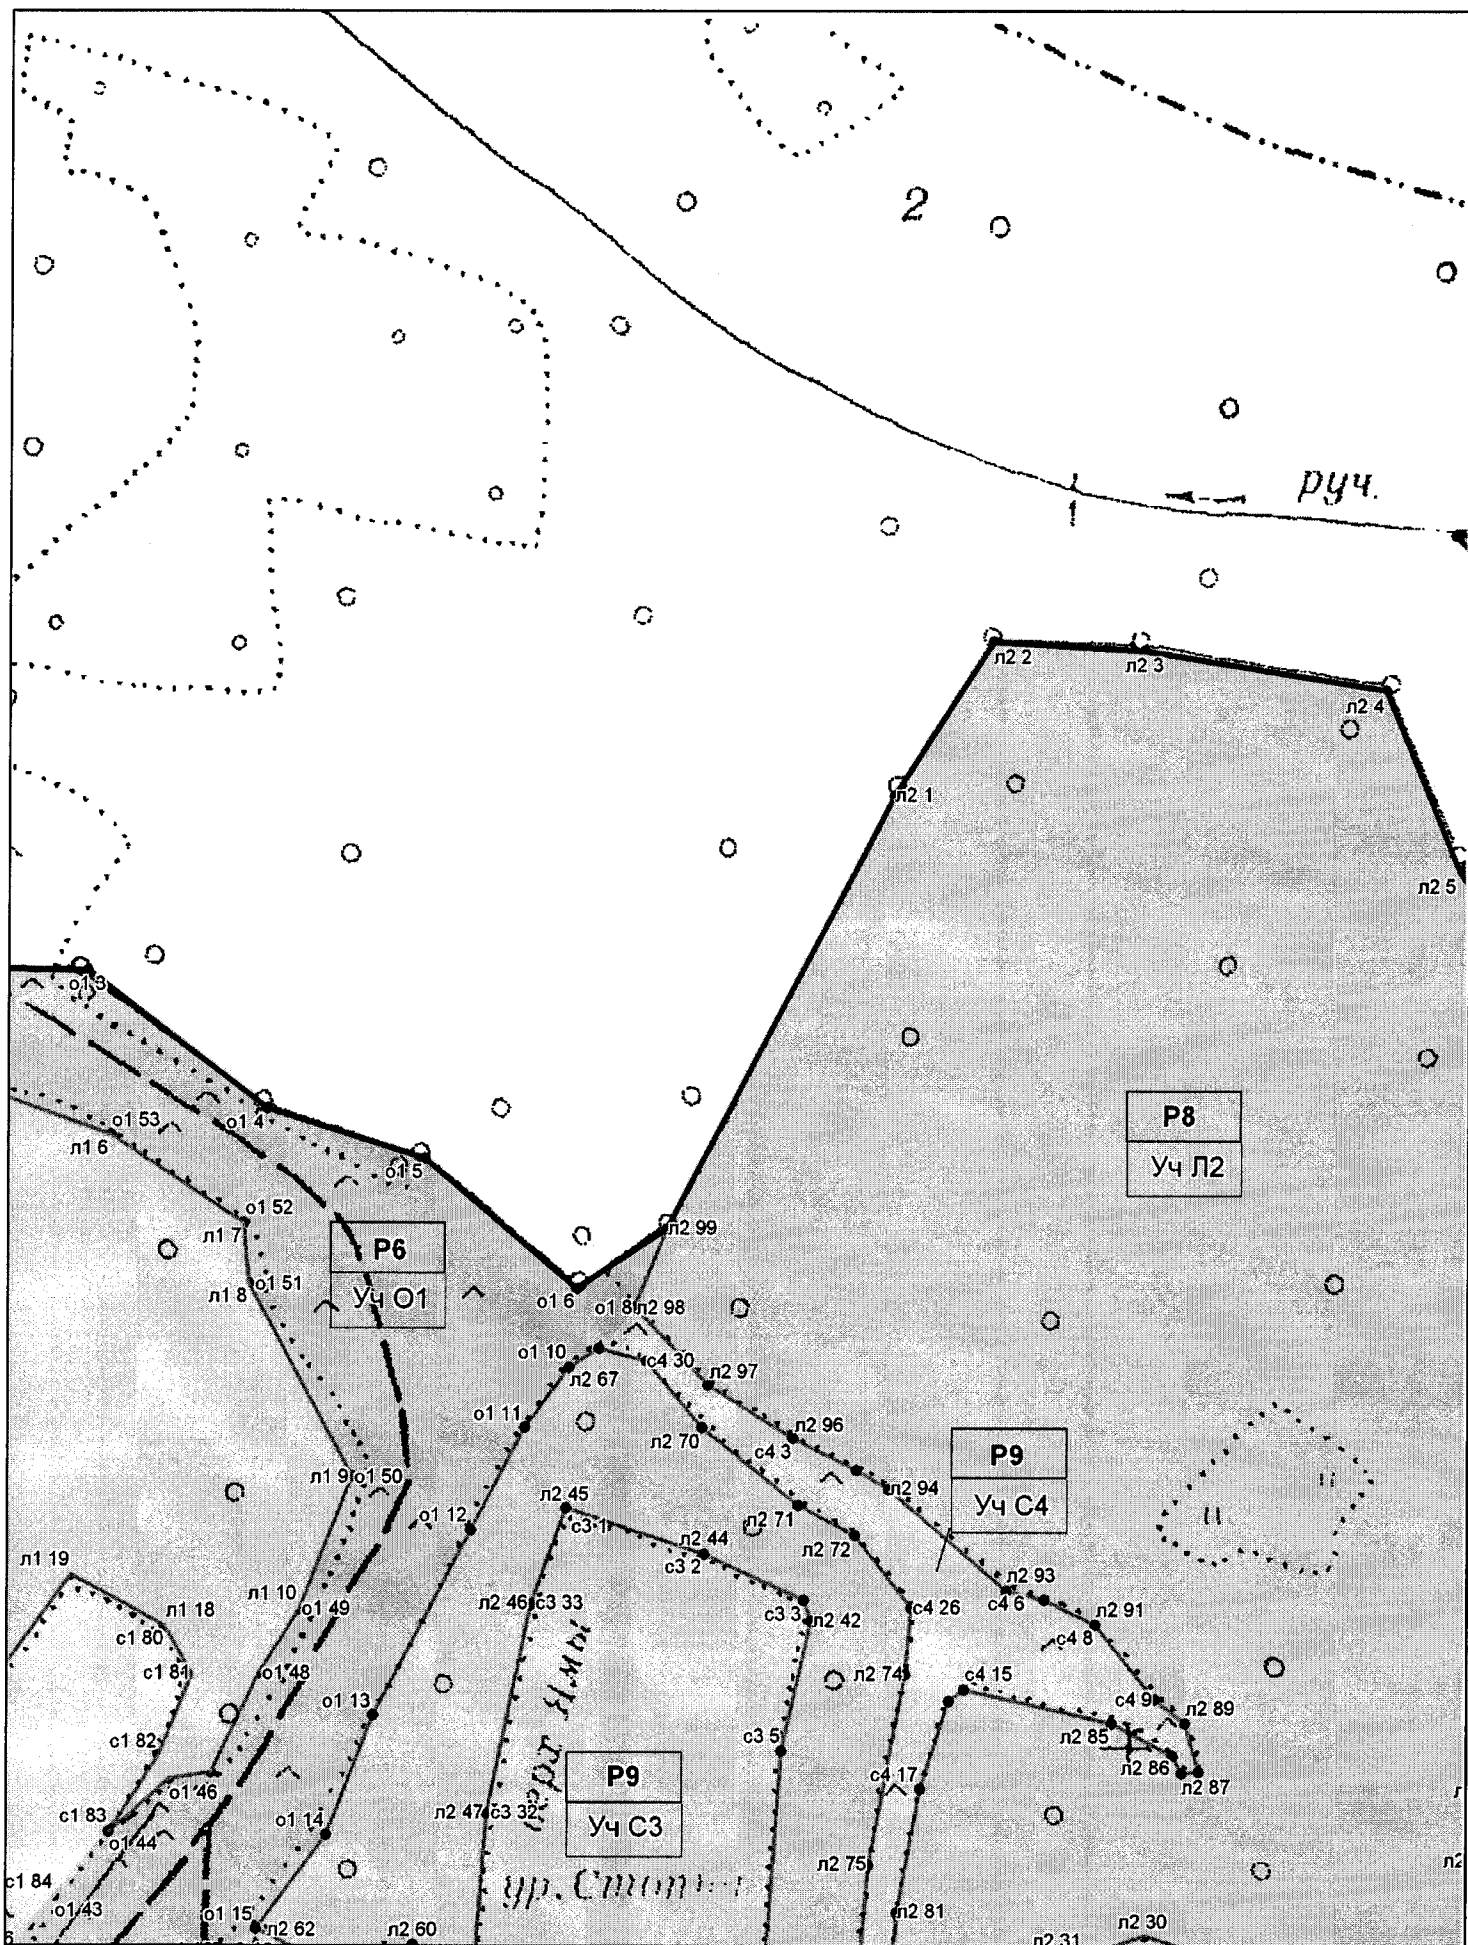 2
руч.
1
л2 2
л2 3
л2 4
л2 1
л2 5
о1 3
о1 4
о1 53
л1 6
о1 5
Р8
Уч Л2
о1 52
л1 7
л2 99
Р6
Уч О1
о1 51
л1 8
о1 6
о1 8
л2 98
о1 10
л2 67
с4 30
л2 97
о1 11
л2 70
л2 96
с4 3
Р9
Уч С4
л1 9
о1 50
л2 94
о1 12
л2 45
с3 1
л2 71
л2 72
л2 44
с3 2
л1 19
л2 93
с4 6
л1 10
о1 49
л2 46
с3 33
с3 3
л2 42
с4 26
л2 91
с4 8
л1 18
с1 80
с1 81
о1 48
л2 74
с4 15
о1 13
с4 9
л2 89
с1 82
с3 5
л2 85
л2 86
л2 87
о1 46
Р9
Уч С3
с4 17
с1 83
о1 44
о1 14
л2 47
с3 32
л2 75
ур.
с1 84
о1 43
о1 15
л2 62
л2 60
л2 81
л2 30
л2 31